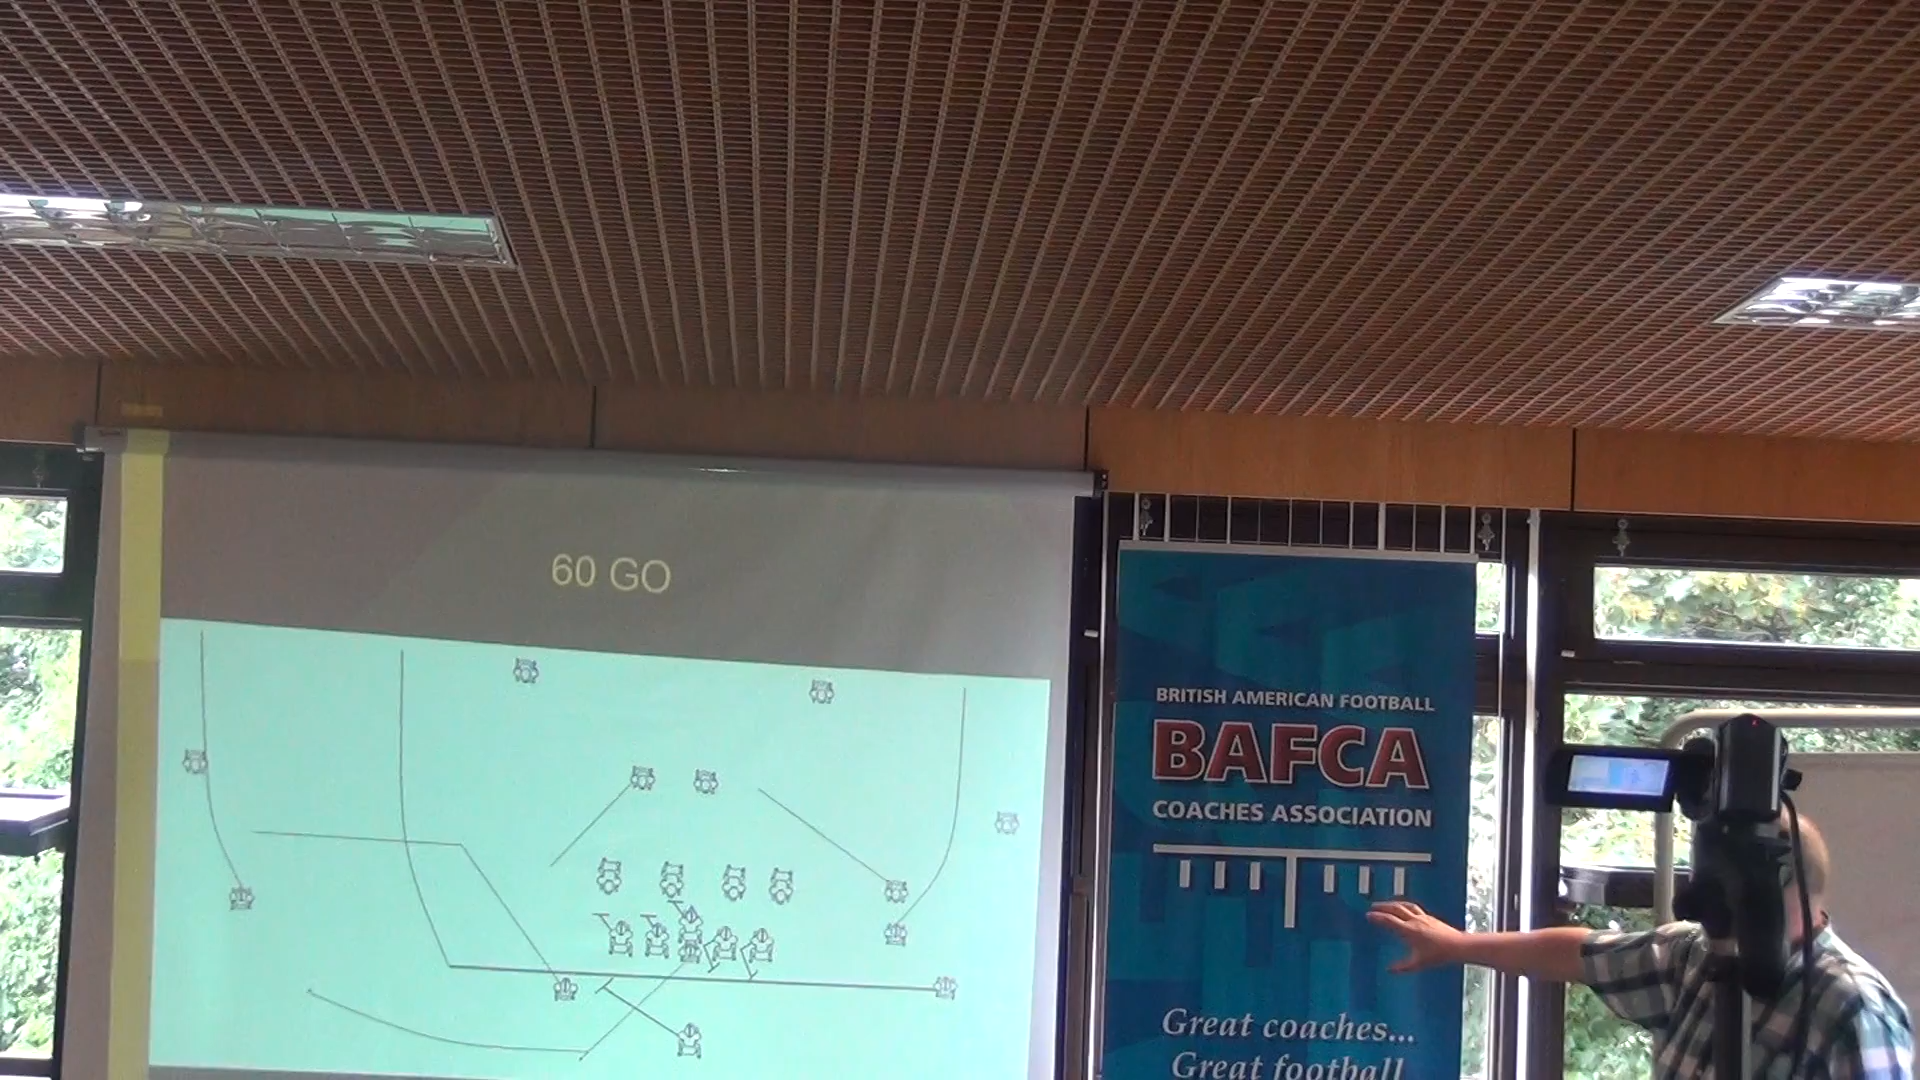 60 GO
BRITISH AMERICAN FOOTBALL
BAFCA
COACHES ASSOCIATION
Great coaches...
Great football